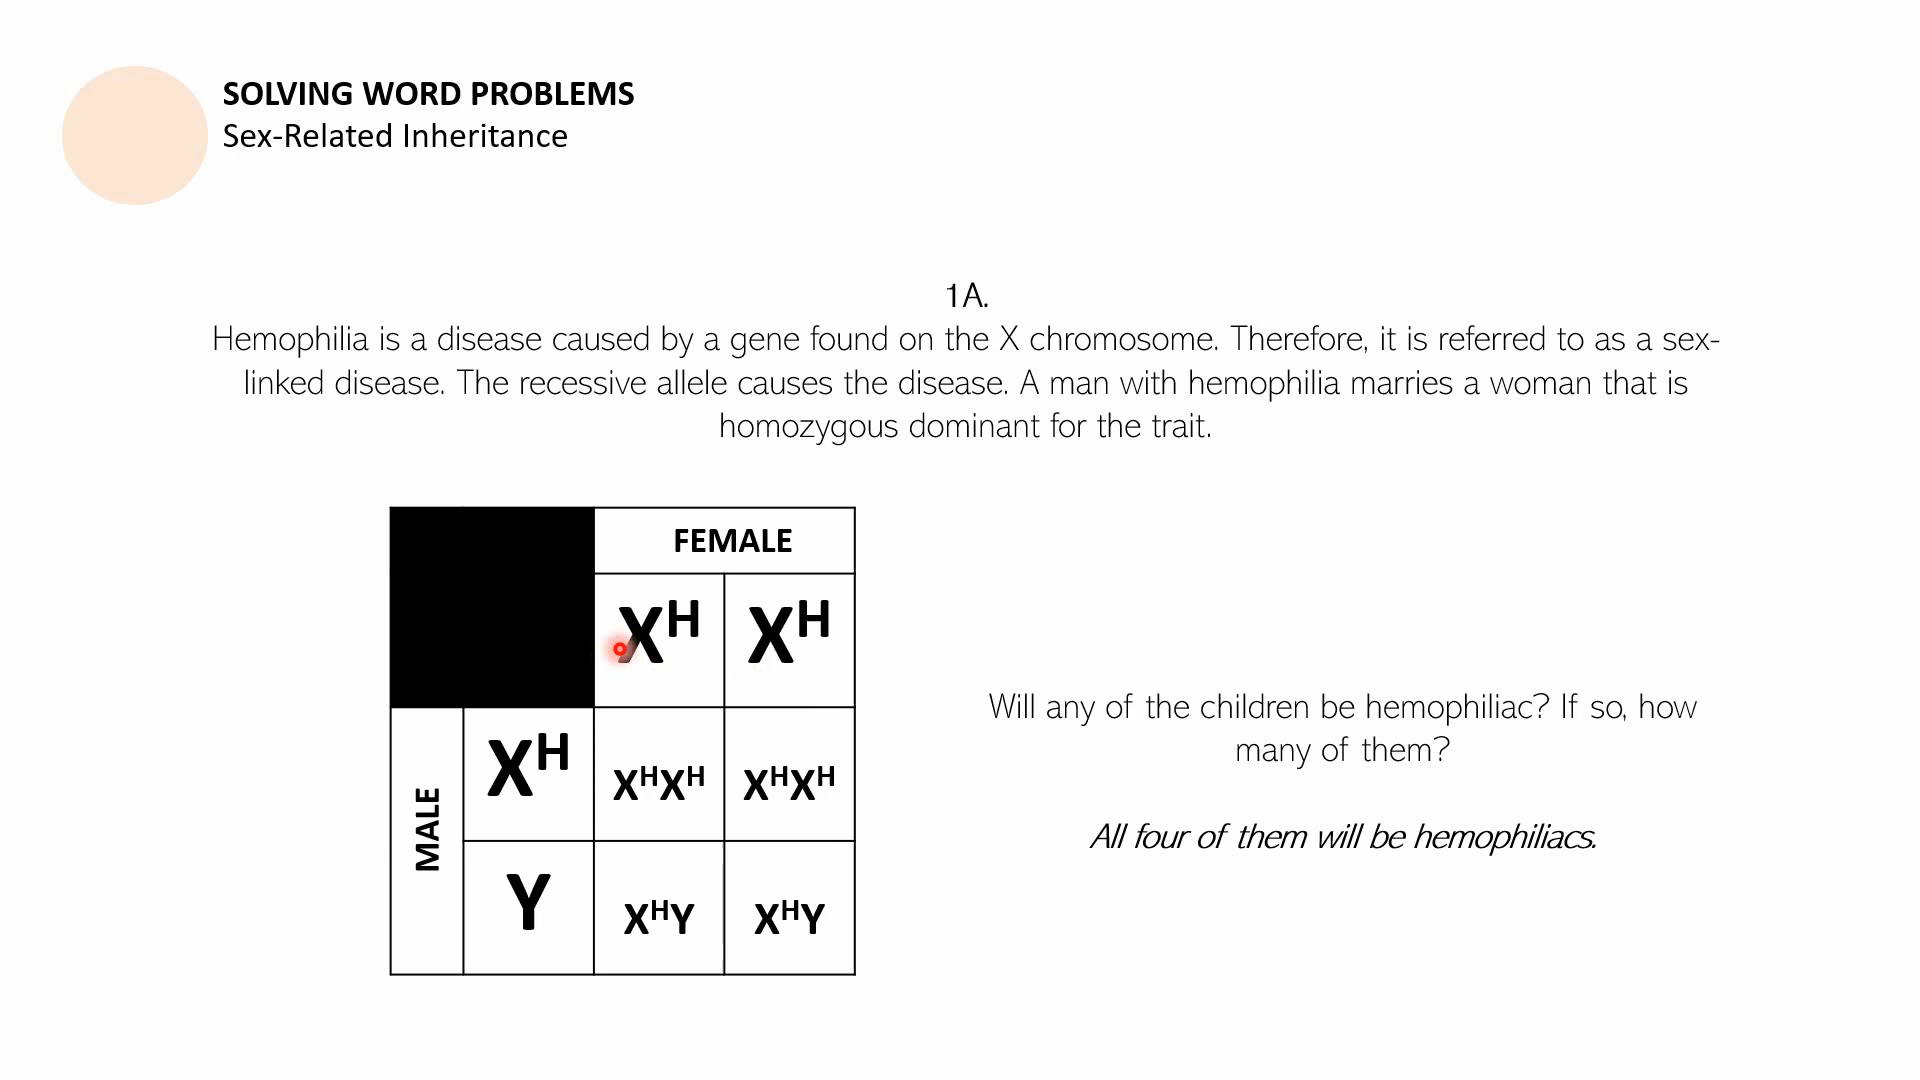 SOLVING WORD PROBLEMS
Sex-Related Inheritance
1A.
Hemophilia is a disease caused by a gene found on the X chromosome. Therefore, it is referred to as a sex-
linked disease. The recessive allele causes the disease. A man with hemophilia marries a woman that is
homozygous dominant for the trait.
FEMALE
Xᴴ Xᴴ
MALE
Xᴴ XᴴXᴴ XᴴXᴴ
Y XᴴY XᴴY
Will any of the children be hemophiliac? If so, how
many of them?
All four of them will be hemophiliacs.